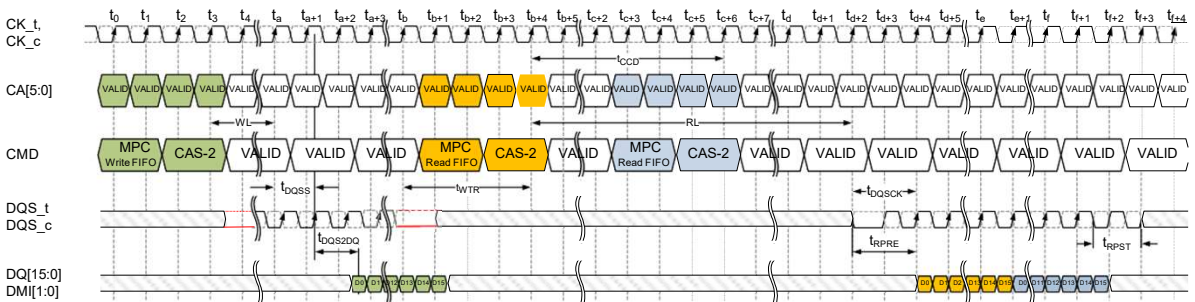 t0 t1 t2 t3 t4 ta ta+1 ta+2 ta+3 tb tb+1 tb+2 tb+3 tb+4 tb+5 tc+2 tc+3 tc+4 tc+5 tc+6 tc+7 td td+1 td+2 td+3 td+4 td+5 te te+1 tf tf+1 tf+2 tf+3 tf+4
CK_t,
CK_c
tCCD
CA[5:0] VALID VALID VALID VALID VALID VALID VALID VALID VALID VALID VALID VALID VALID VALID VALID VALID VALID VALID VALID VALID VALID VALID VALID VALID VALID VALID VALID VALID VALID VALID VALID VALID VALID VALID
WL RL
CMD MPC Write FIFO CAS-2 VALID VALID VALID MPC Read FIFO CAS-2 VALID MPC Read FIFO CAS-2 VALID VALID VALID VALID VALID VALID VALID
tDQSS tWTR tDQSCK
DQS_t
DQS_c
tDQS2DQ tRPRE tRPST
DQ[15:0]
DMI[1:0]
D0 D1 D12 D13 D14 D15 D0 D1 D2 D13 D14 D15 D0 D11 D12 D13 D14 D15